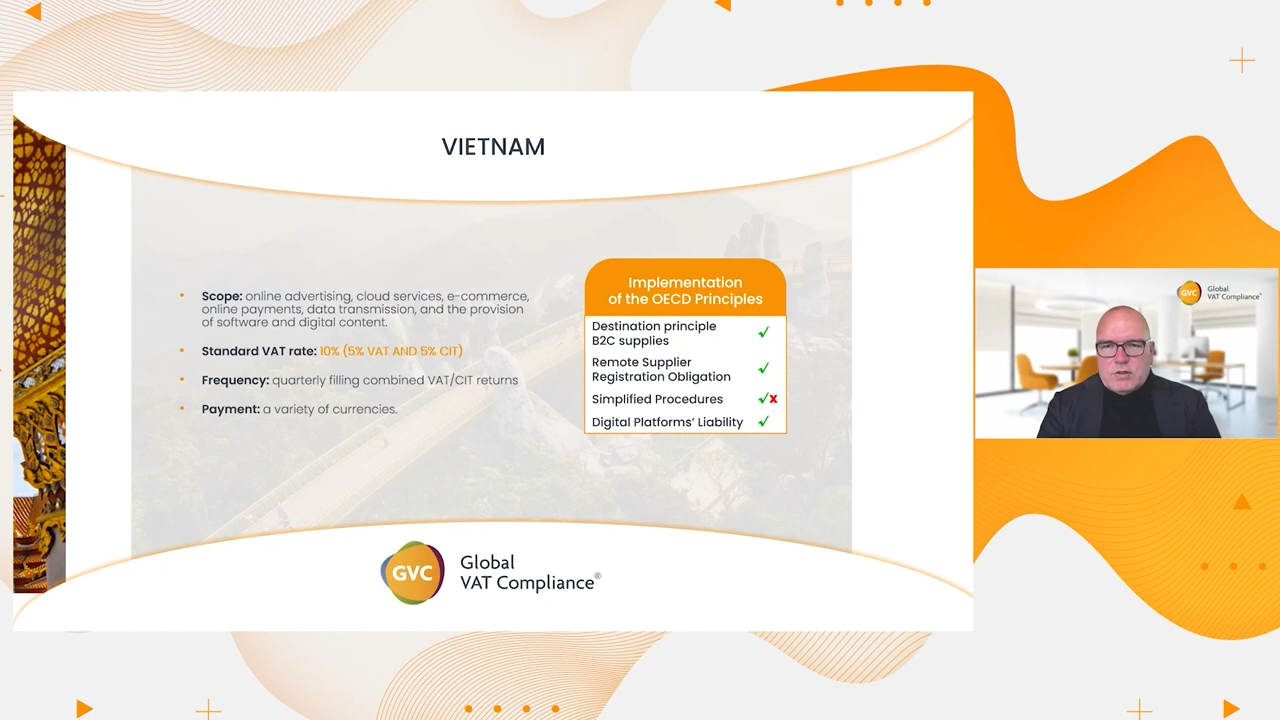 VIETNAM
• Scope: online advertising, cloud services, e-commerce,
online payments, data transmission, and the provision
of software and digital content.
• Standard VAT rate: 10% (5% VAT AND 5% CIT)
• Frequency: quarterly filling combined VAT/CIT returns
• Payment: a variety of currencies.
Implementation
of the OECD Principles
Destination principle ✓
B2C supplies
Remote Supplier ✓
Registration Obligation
Simplified Procedures ✓x
Digital Platforms' Liability ✓
GVC
Global
VAT Compliance®
GVC
Global
VAT Compliance®